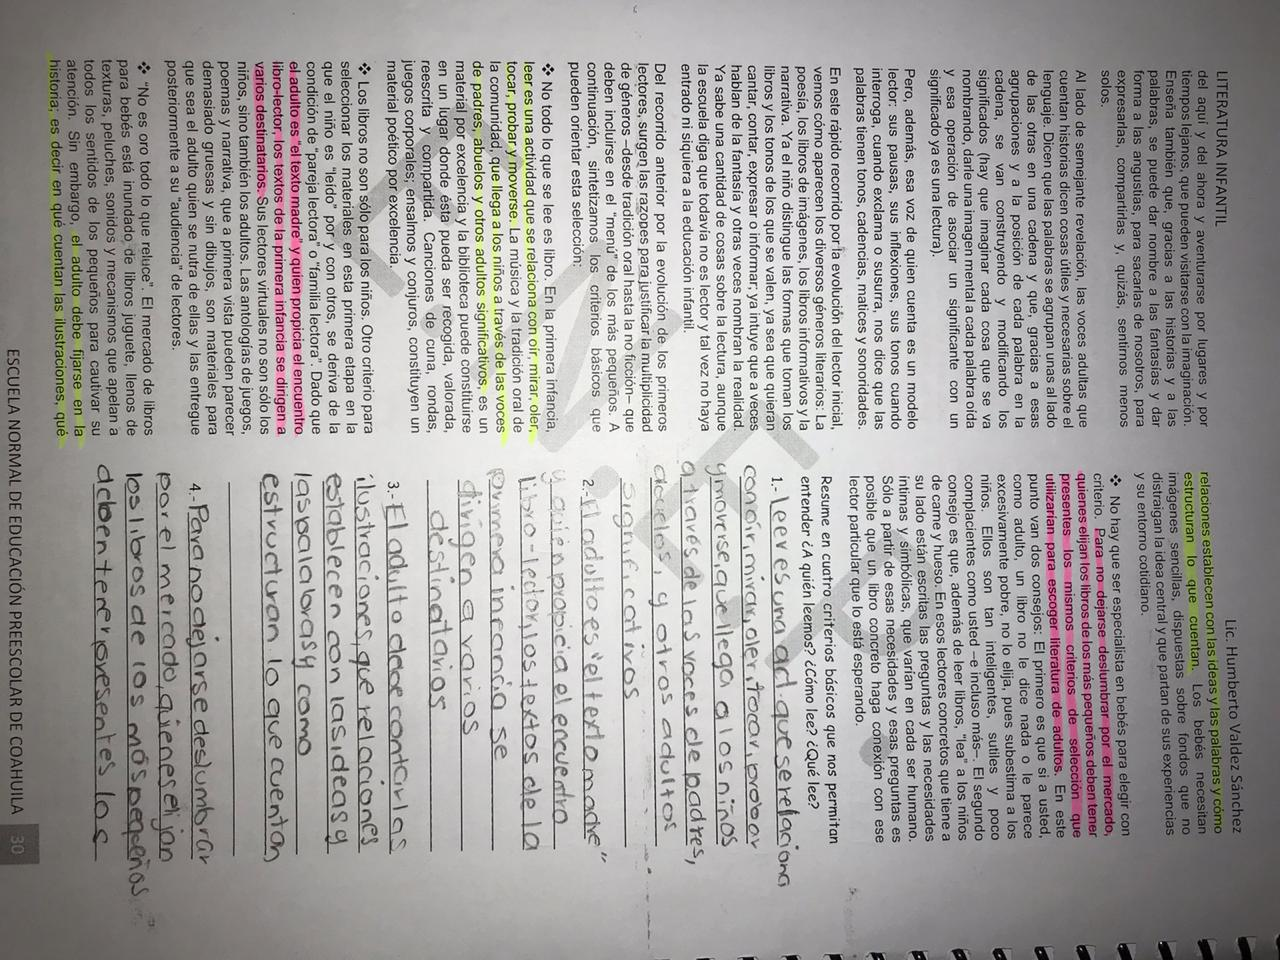 LITERATURA INFANTIL
Lic. Humberto Valdez Sánchez
del aquí y del ahora y aventurarse por lugares y por
tiempos lejanos, que pueden visitarse con la imaginación.
Enseña también que, gracias a las historias y a las
palabras, se puede dar nombre a las fantasías y dar
forma a las angustias, para sacarlas de nosotros, para
expresarlas, compartirlas y, quizás, sentirnos menos
solos.
Al lado de semejante revelación, las voces adultas que
cuentan historias dicen cosas útiles y necesarias sobre el
lenguaje. Dicen que las palabras se agrupan unas al lado
de las otras en una cadena y que, gracias a esas
agrupaciones y a la posición de cada palabra en la
cadena, se van construyendo y modificando los
significados (hay que imaginar cada cosa que se va
nombrando, darle una imagen mental a cada palabra oída
y esa operación de asociar un significante con un
significado ya es una lectura).
Pero, además, esa voz de quien cuenta es un modelo
lector: sus pausas, sus inflexiones, sus tonos cuando
interroga, cuando exclama o susurra, nos dice que las
palabras tienen tonos, cadencias, matices y sonoridades.
En este rápido recorrido por la evolución del lector inicial,
vemos cómo aparecen los diversos géneros literarios: La
poesía, los libros de imágenes, los libros informativos y la
narrativa. Ya el niño distingue las formas que toman los
libros y los tonos de los que se valen, ya sea que quieran
cantar, contar, expresar o informar, ya intuye que a veces
hablan de la fantasía y otras veces nombran la realidad.
Ya sabe una cantidad de cosas sobre la lectura, aunque
la escuela diga que todavía no es lector y tal vez no haya
entrado ni siquiera a la educación infantil.
Del recorrido anterior por la evolución de los primeros
lectores, surgen las razones para justificar la multiplicidad
de géneros –desde tradición oral hasta la no ficción– que
deben incluirse en el "menú" de los más pequeños. A
continuación, sintetizamos los criterios básicos que
pueden orientar esta selección:
❖ No todo lo que se lee es libro. En la primera infancia,
leer es una actividad que se relaciona con oír, mirar, oler,
tocar, probar y moverse. La música y la tradición oral de
la comunidad, que llega a los niños a través de las voces
de padres, abuelos y otros adultos significativos, es un
material por excelencia y la biblioteca puede constituirse
en un lugar donde ésta pueda ser recogida, valorada,
reescrita y compartida. Canciones de cuna, rondas,
juegos corporales; ensalmos y conjuros, constituyen un
material poético por excelencia
❖ Los libros no son sólo para los niños. Otro criterio para
seleccionar los materiales en esta primera etapa en la
que el niño es "leído" por y con otros, se deriva de la
condición de "pareja lectora" o "familia lectora". Dado que
el adulto es "el texto madre" y quien propicia el encuentro
libro-lector, los textos de la primera infancia se dirigen a
varios destinatarios. Sus lectores virtuales no son sólo los
niños, sino también los adultos. Las antologías de juegos,
poemas y narrativa, que a primera vista pueden parecer
demasiado gruesas y sin dibujos, son materiales para
que sea el adulto quien se nutra de ellas y las entregue
posteriormente a su "audiencia" de lectores.
❖ "No es oro todo lo que reluce". El mercado de libros
para bebés está inundado de libros juguete, llenos de
texturas, peluches, sonidos y mecanismos que apelan a
todos los sentidos de los pequeños para cautivar su
atención. Sin embargo, el adulto debe fijarse en la
historia; es decir en qué cuentan las ilustraciones, qué
relaciones establecen con las ideas y las palabras y cómo
estructuran lo que cuentan. Los bebés necesitan
imágenes sencillas, dispuestas sobre fondos que no
distraigan la idea central y que partan de sus experiencias
y su entorno cotidiano.
❖ No hay que ser especialista en bebés para elegir con
criterio. Para no dejarse deslumbrar por el mercado,
quienes elijan los libros de los más pequeños deben tener
presentes los mismos criterios de selección que
utilizarían para escoger literatura de adultos. En este
punto van dos consejos: El primero es que si a usted,
como adulto, un libro no le dice nada o le parece
excesivamente pobre, no lo elija, pues subestima a los
niños. Ellos son tan inteligentes, sutiles y poco
complacientes como usted –e incluso más–. El segundo
consejo es que, además de leer libros, "lea" a los niños
de carne y hueso. En esos lectores concretos que tiene a
su lado están escritas las preguntas y las necesidades
íntimas y simbólicas, que varían en cada ser humano.
Sólo a partir de esas necesidades y esas preguntas es
posible que un libro concreto haga conexión con ese
lector particular que lo está esperando.
Resume en cuatro criterios básicos que nos permitan
entender ¿A quién leemos? ¿Cómo lee? ¿Qué lee?
1.- Leer es una ad. que se relaciona
con oír, mirar, oler, tocar, probar
y moverse, que llega a los niños
a través de las voces de padres,
abuelos, y otros adultos
significativos
2.- El adulto es "el texto madre"
y quien propicia el encuentro
libro-lector, los textos de la
primera infancia se
dirigen a varios
destinatarios
3.- El adulto debe contar las
ilustraciones, que relaciones
establecen con las ideas y
las palabras y como
estructuran lo que cuentan
4.- Para no dejarse deslumbrar
por el mercado, quienes elijan
los libros de los más pequeños
deben tener presentes los
ESCUELA NORMAL DE EDUCACIÓN PREESCOLAR DE COAHUILA 30